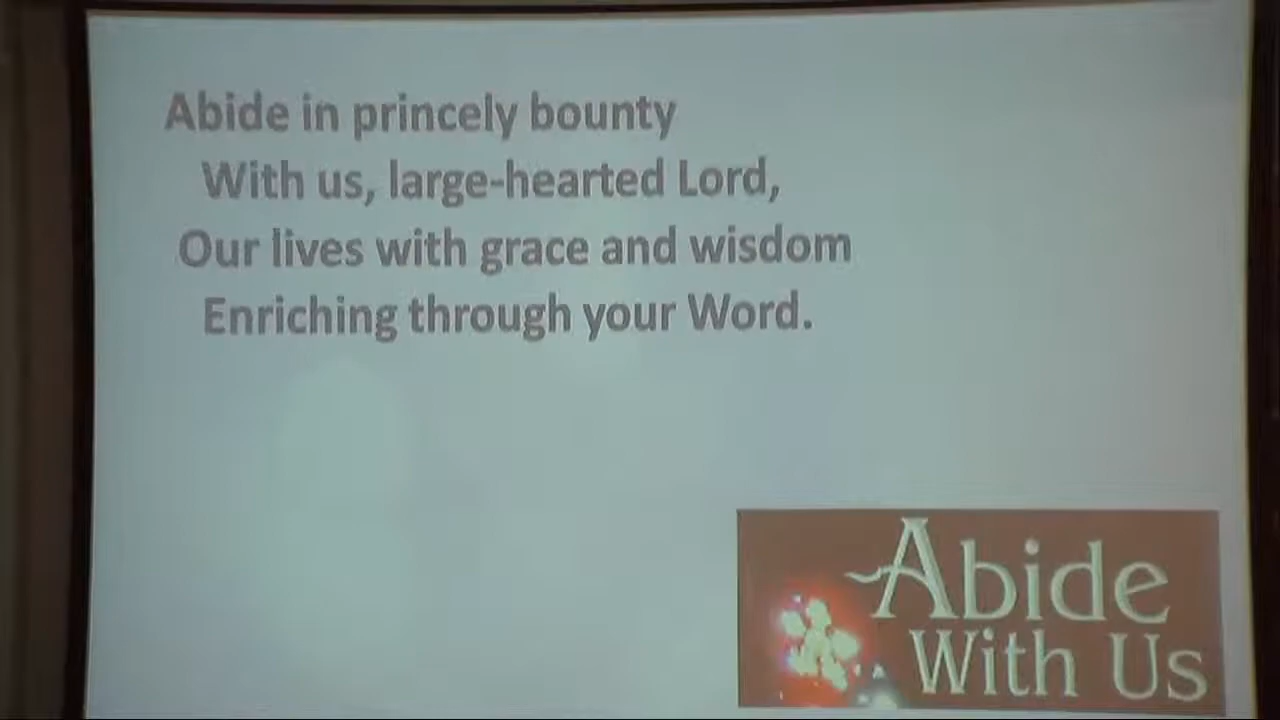 Abide in princely bounty
With us, large-hearted Lord,
Our lives with grace and wisdom
Enriching through your Word.
Abide
With Us